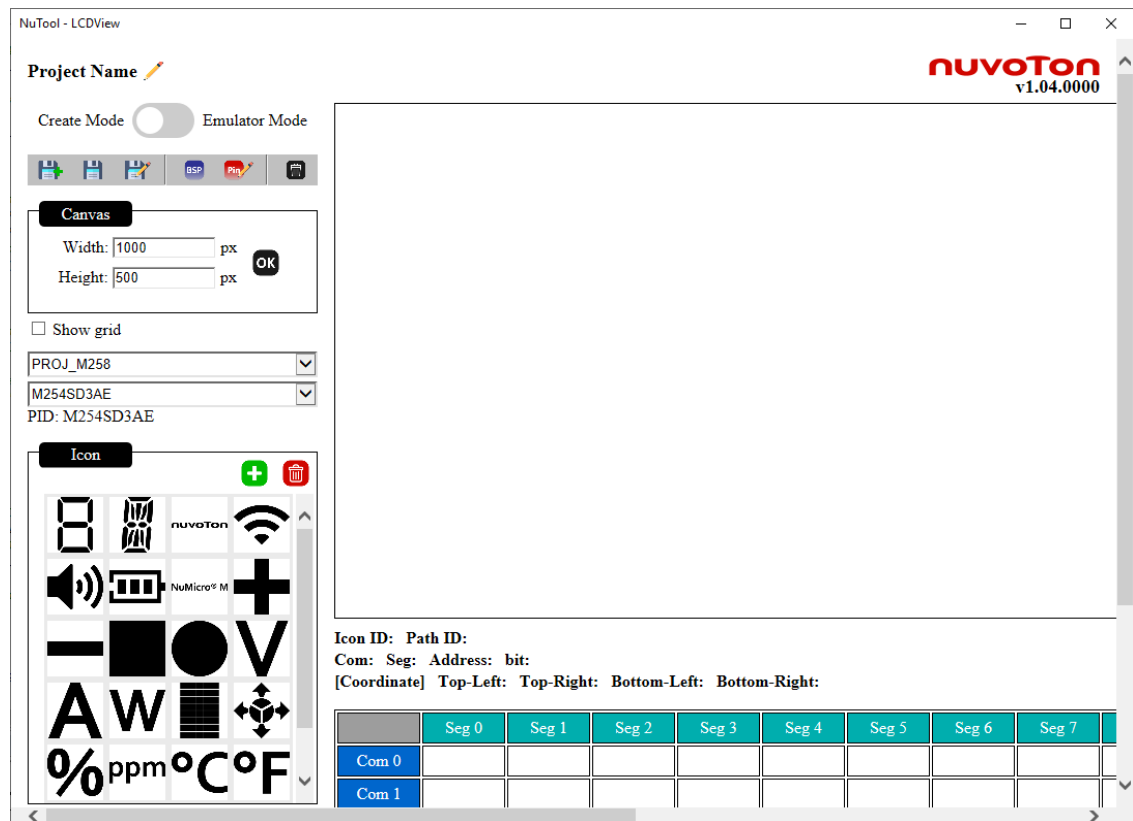 NuTool - LCDView
Project Name
nuvoTon
v1.04.0000
Create Mode Emulator Mode
BSP Pin
Canvas
Width: 1000 px
OK
Height: 500 px
Show grid
PROJ_M258
M254SD3AE
PID: M254SD3AE
Icon
nuvoTon
NuMicro® M
V
A W
% ppm °C °F
Icon ID: Path ID:
Com: Seg: Address: bit:
[Coordinate] Top-Left: Top-Right: Bottom-Left: Bottom-Right:
Seg 0 Seg 1 Seg 2 Seg 3 Seg 4 Seg 5 Seg 6 Seg 7
Com 0
Com 1